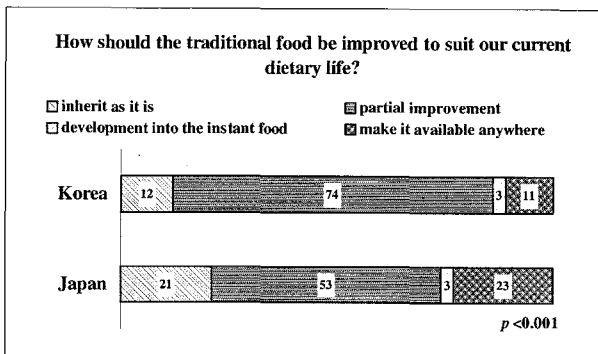 How should the traditional food be improved to suit our current
dietary life?
inherit as it is
partial improvement
development into the instant food
make it available anywhere
Korea
12
74
3
11
Japan
21
53
3
23
p <0.001